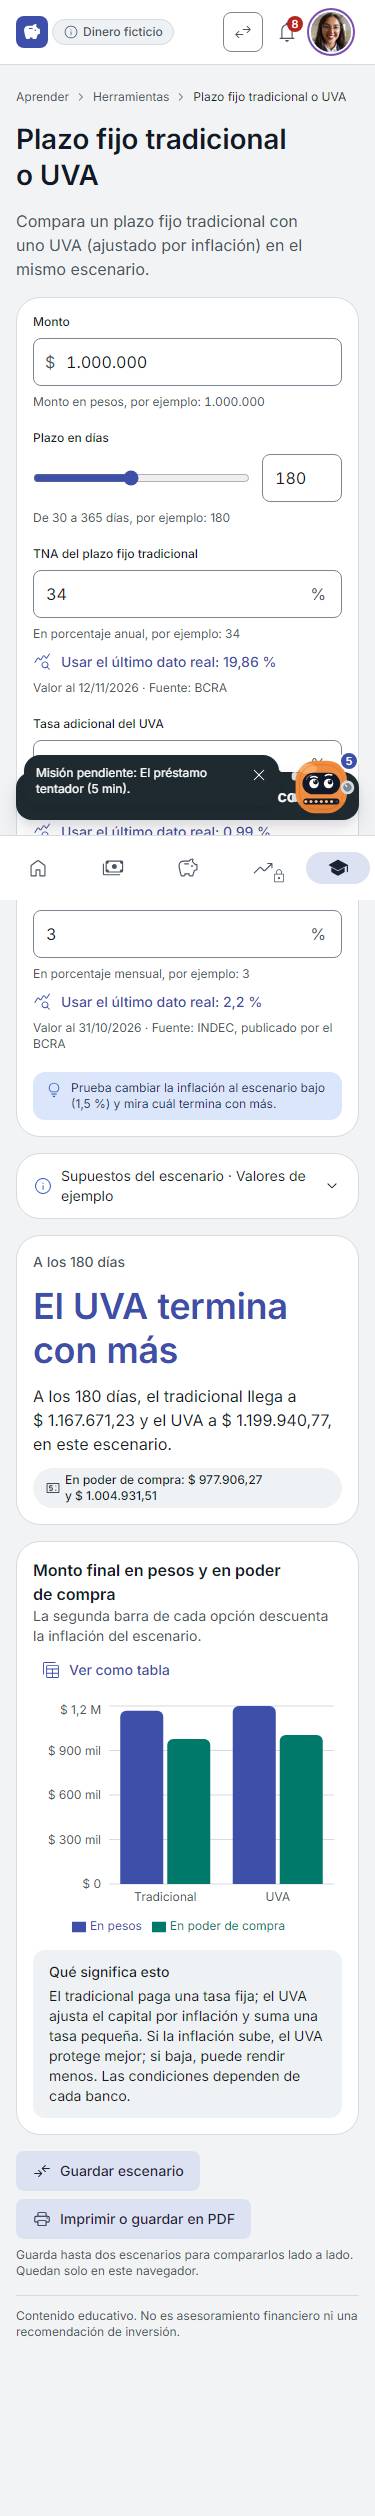 Dinero ficticio
8
Aprender > Herramientas > Plazo fijo tradicional o UVA
Plazo fijo tradicional
o UVA
Compara un plazo fijo tradicional con
uno UVA (ajustado por inflación) en el
mismo escenario.
Monto
$ 1.000.000
Monto en pesos, por ejemplo: 1.000.000
Plazo en días
180
De 30 a 365 días, por ejemplo: 180
TNA del plazo fijo tradicional
34 %
En porcentaje anual, por ejemplo: 34
Usar el último dato real: 19,86 %
Valor al 12/11/2026 · Fuente: BCRA
Tasa adicional del UVA
Misión pendiente: El préstamo
tentador (5 min).
5
Usar el último dato real: 0,99 %
3 %
En porcentaje mensual, por ejemplo: 3
Usar el último dato real: 2,2 %
Valor al 31/10/2026 · Fuente: INDEC, publicado por el
BCRA
Prueba cambiar la inflación al escenario bajo
(1,5 %) y mira cuál termina con más.
Supuestos del escenario · Valores de
ejemplo
A los 180 días
El UVA termina
con más
A los 180 días, el tradicional llega a
$ 1.167.671,23 y el UVA a $ 1.199.940,77,
en este escenario.
En poder de compra: $ 977.906,27
y $ 1.004.931,51
Monto final en pesos y en poder
de compra
La segunda barra de cada opción descuenta
la inflación del escenario.
Ver como tabla
$ 1,2 M
$ 900 mil
$ 600 mil
$ 300 mil
$ 0
Tradicional UVA
En pesos En poder de compra
Qué significa esto
El tradicional paga una tasa fija; el UVA
ajusta el capital por inflación y suma una
tasa pequeña. Si la inflación sube, el UVA
protege mejor; si baja, puede rendir
menos. Las condiciones dependen de
cada banco.
Guardar escenario
Imprimir o guardar en PDF
Guarda hasta dos escenarios para compararlos lado a lado.
Quedan solo en este navegador.
Contenido educativo. No es asesoramiento financiero ni una
recomendación de inversión.